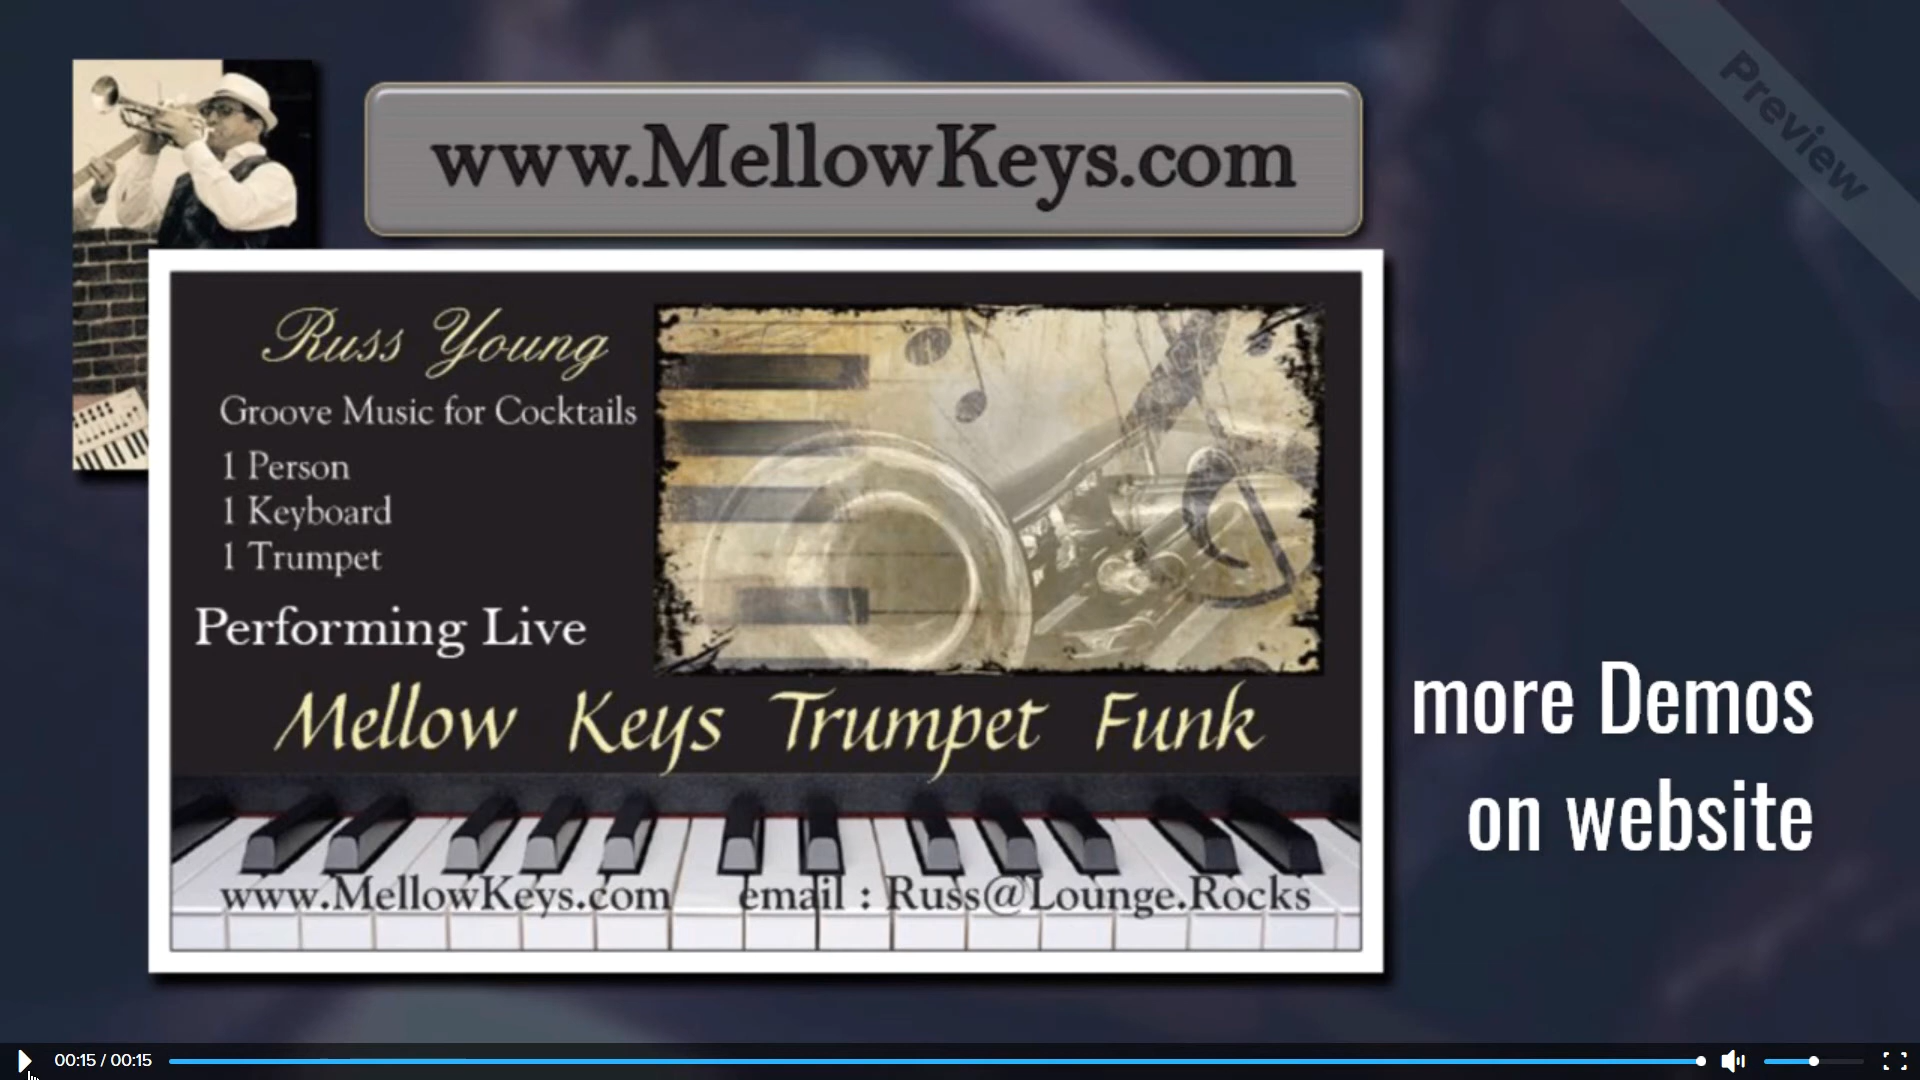 Preview
www.MellowKeys.com
Russ Young
Groove Music for Cocktails
1 Person
1 Keyboard
1 Trumpet
Performing Live
Mellow Keys Trumpet Funk
www.MellowKeys.com email : Russ@Lounge.Rocks
more Demos
on website
00:15 / 00:15